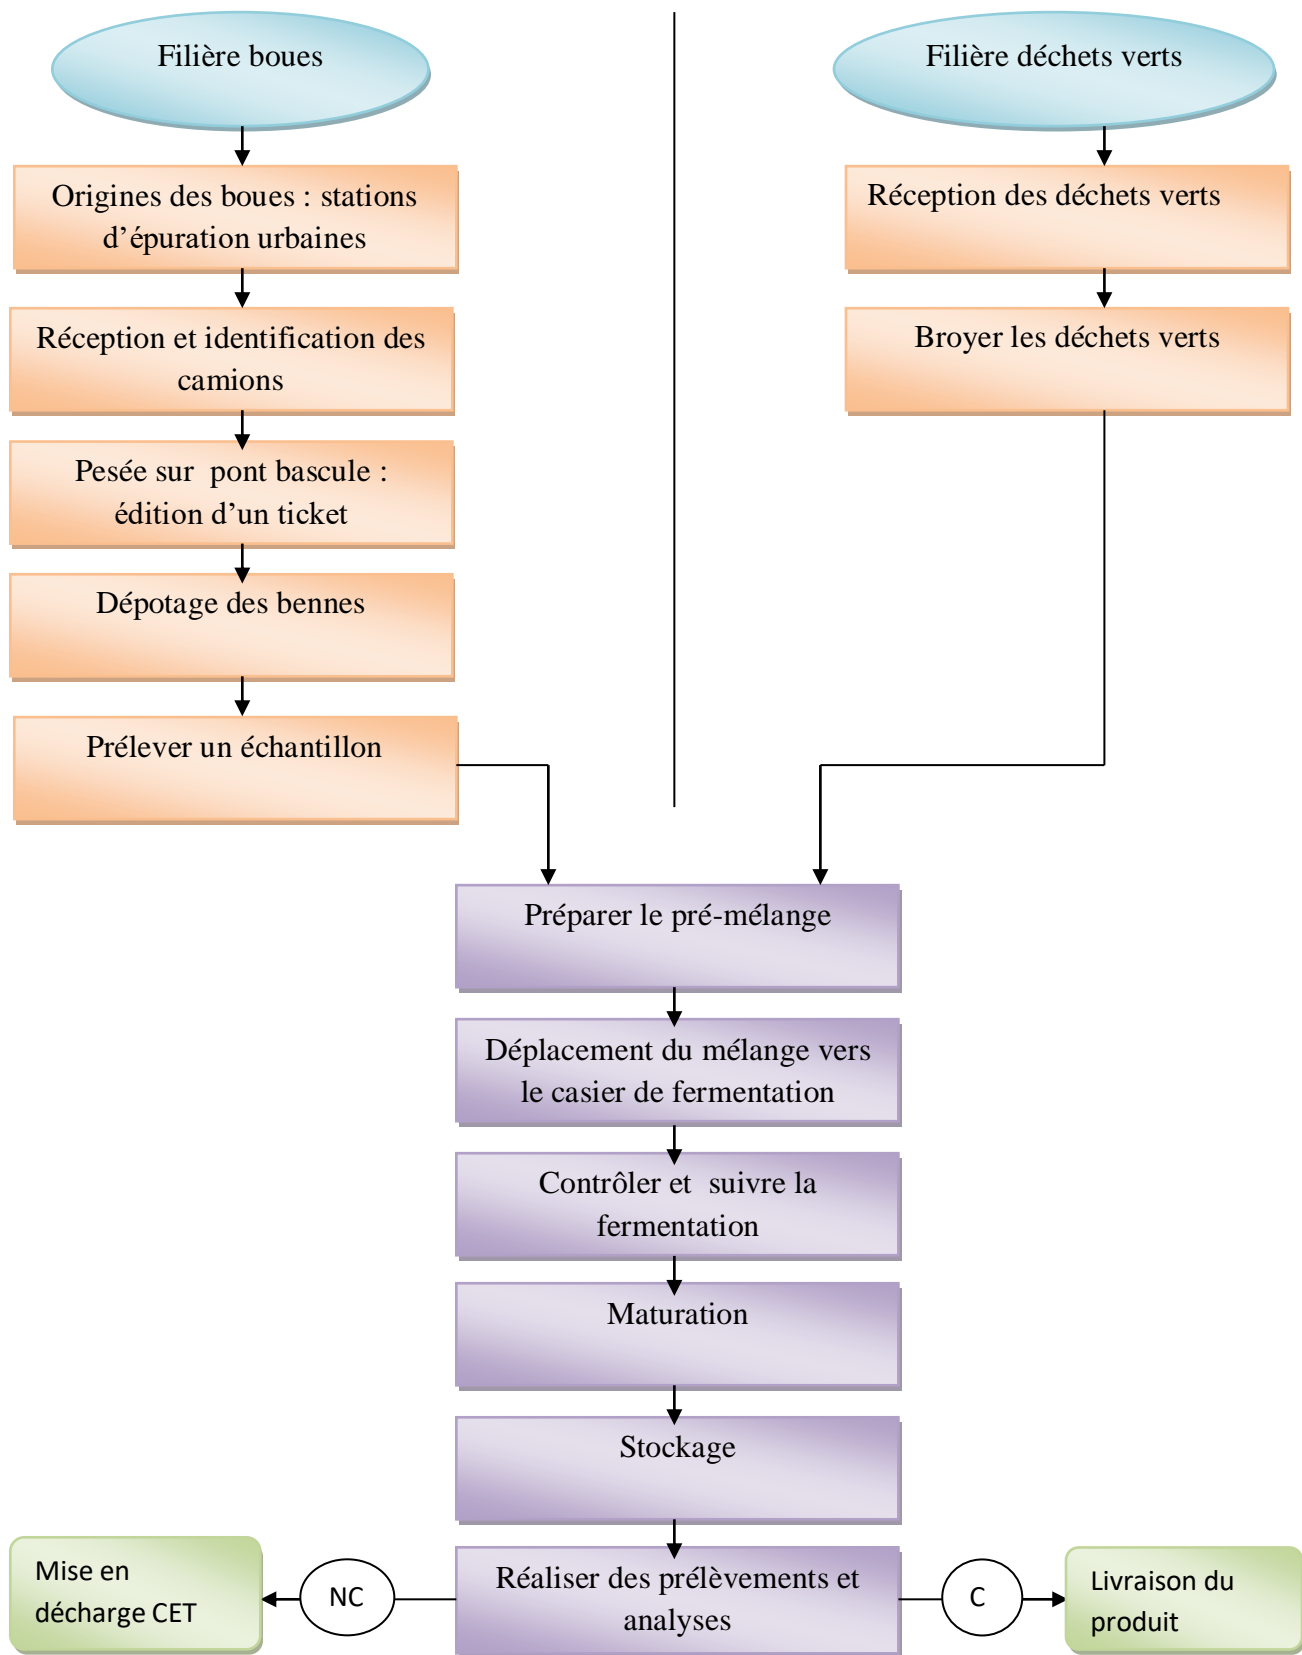 Filière boues
Origines des boues : stations
d’épuration urbaines
Réception et identification des
camions
Pesée sur pont bascule :
édition d’un ticket
Dépotage des bennes
Prélever un échantillon
Filière déchets verts
Réception des déchets verts
Broyer les déchets verts
Préparer le pré-mélange
Déplacement du mélange vers
le casier de fermentation
Contrôler et suivre la
fermentation
Maturation
Stockage
Réaliser des prélèvements et
analyses
NC
Mise en
décharge CET
C
Livraison du
produit